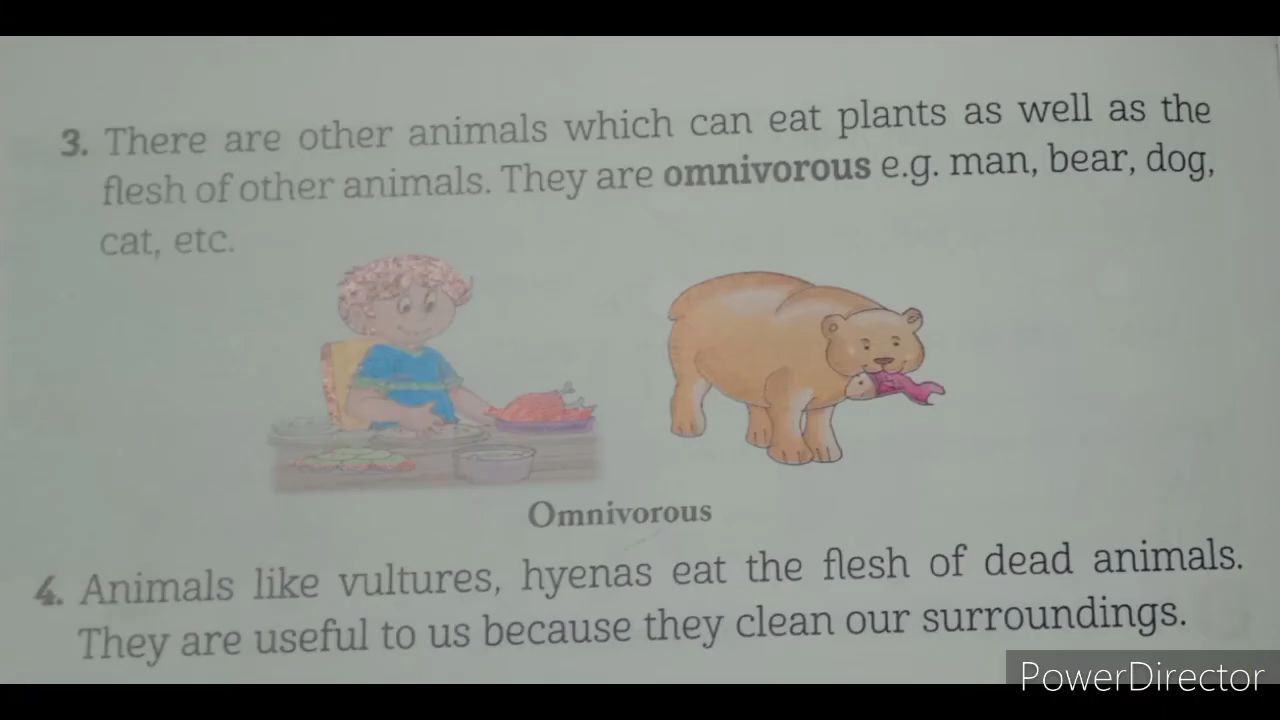 3. There are other animals which can eat plants as well as the
flesh of other animals. They are omnivorous e.g. man, bear, dog,
cat, etc.
Omnivorous
4. Animals like vultures, hyenas eat the flesh of dead animals.
They are useful to us because they clean our surroundings.
PowerDirector